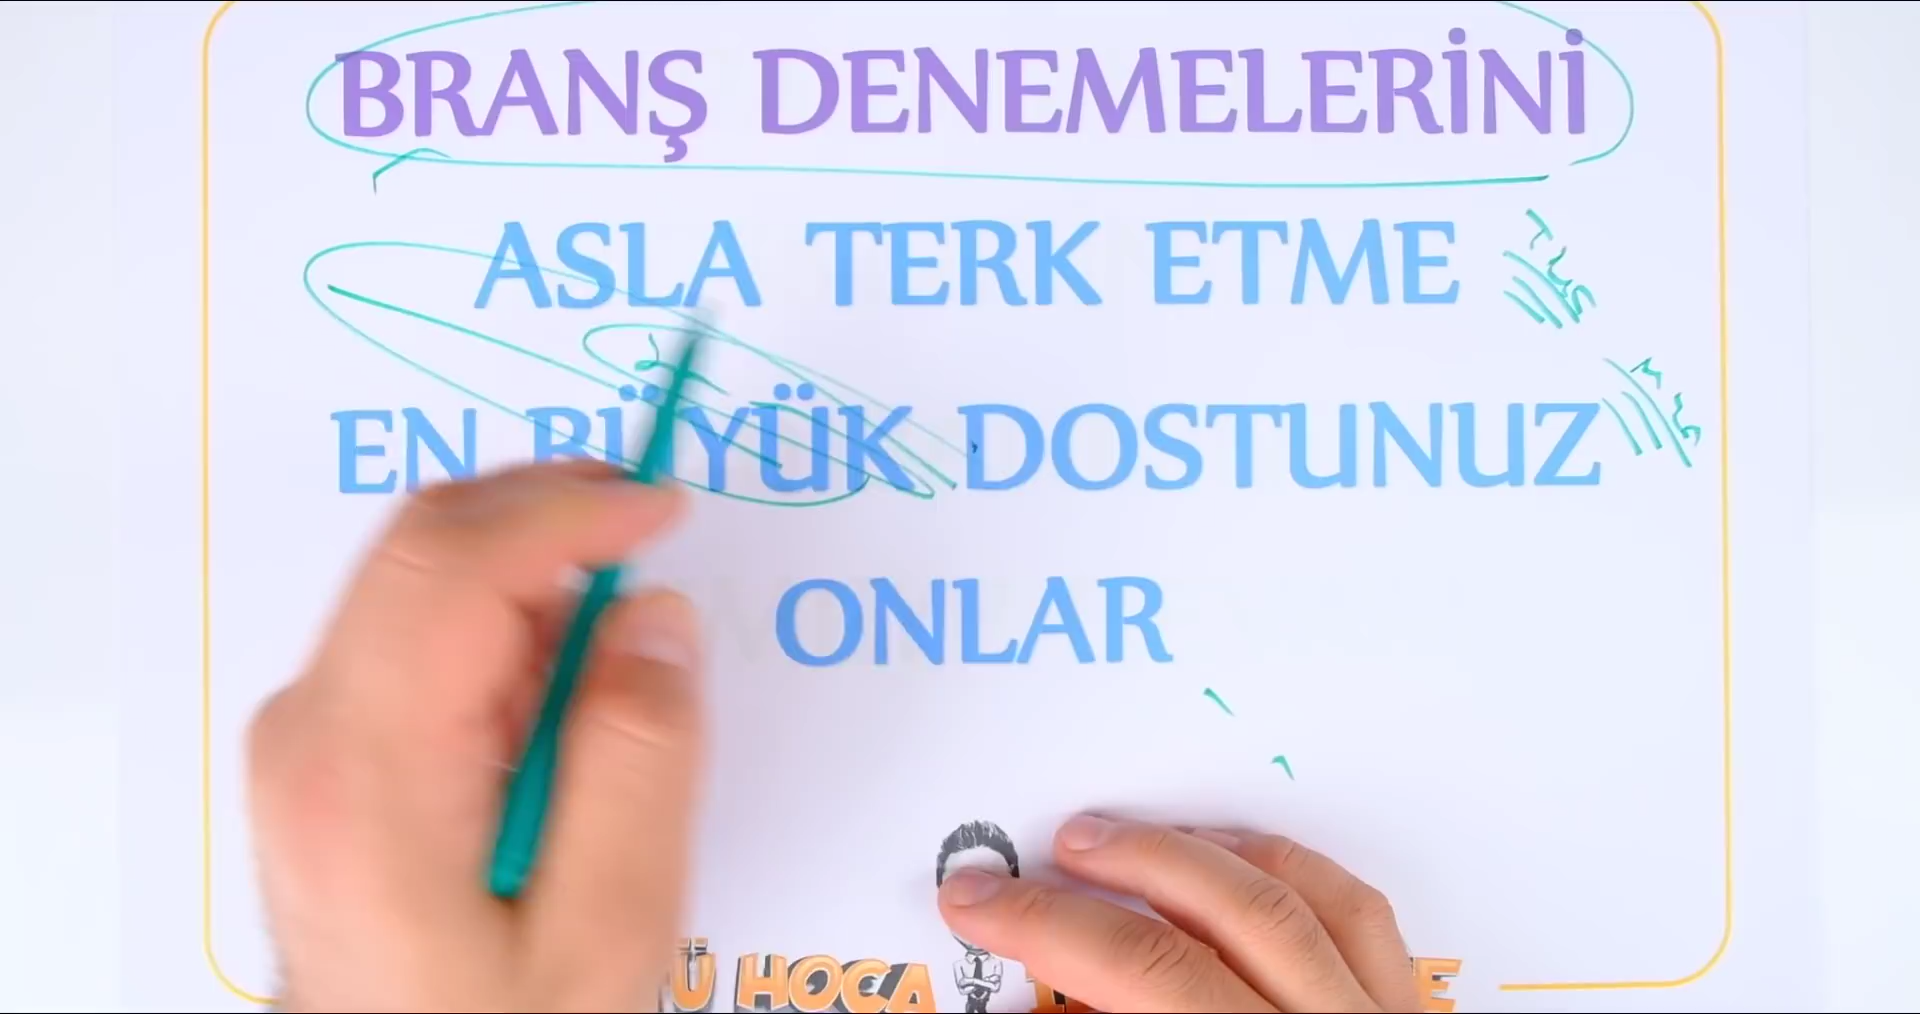 BRANŞ DENEMELERİNİ
ASLA TERK ETME
EN BÜYÜK DOSTUNUZ
ONLAR
HOCA